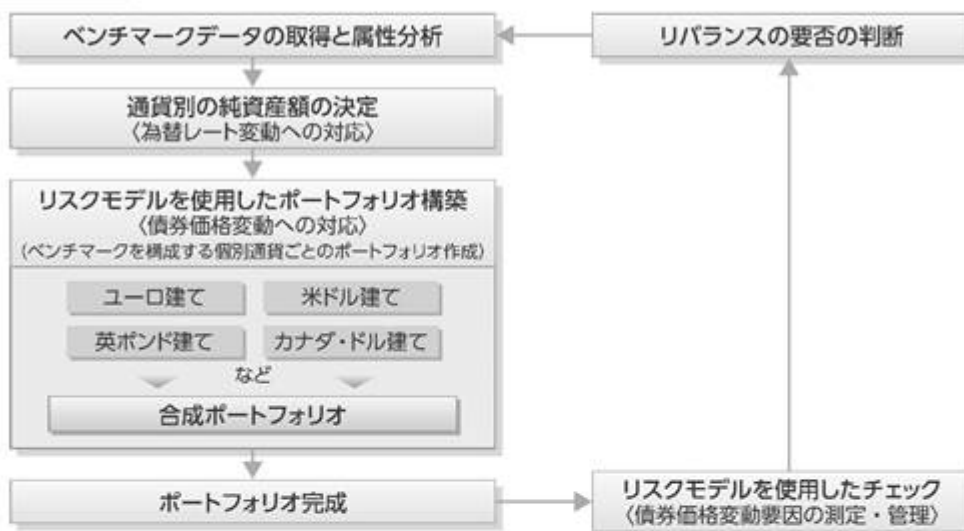 ベンチマークデータの取得と属性分析
リバランスの要否の判断
通貨別の純資産額の決定
〈為替レート変動への対応〉
リスクモデルを使用したポートフォリオ構築
〈債券価格変動への対応〉
(ベンチマークを構成する個別通貨ごとのポートフォリオ作成)
ユーロ建て
米ドル建て
英ポンド建て
カナダ・ドル建て
など
合成ポートフォリオ
ポートフォリオ完成
リスクモデルを使用したチェック
〈債券価格変動要因の測定・管理〉